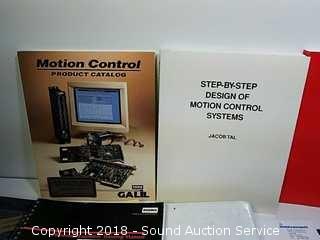 Motion Control
PRODUCT CATALOG
GALIL
STEP-BY-STEP
DESIGN OF
MOTION CONTROL
SYSTEMS
JACOB TAL
Copyright 2018 - Sound Auction Service